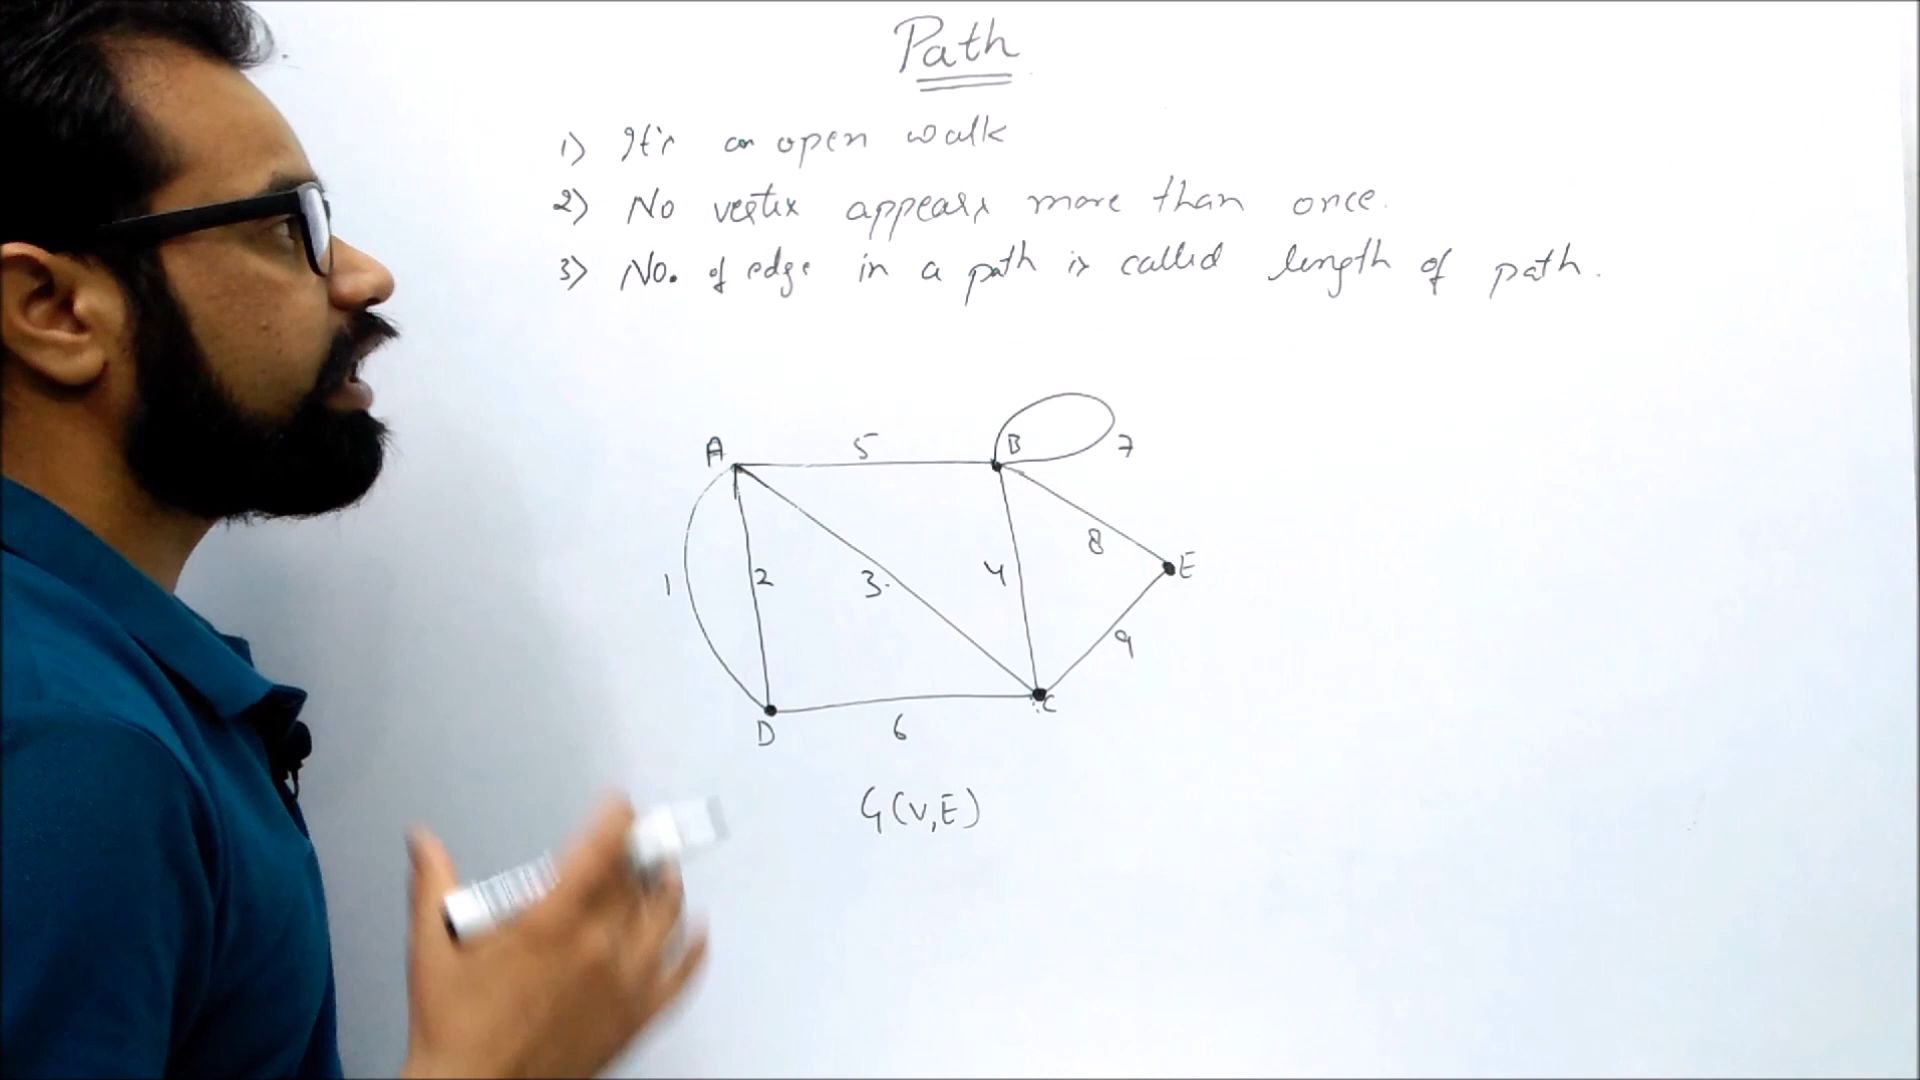 Path
1) It's an open walk
2) No vertex appears more than once.
3) No. of edge in a path is called length of path.
A 5 B 7
8
1 2 3 4 E
9
D 6 C
G(V,E)